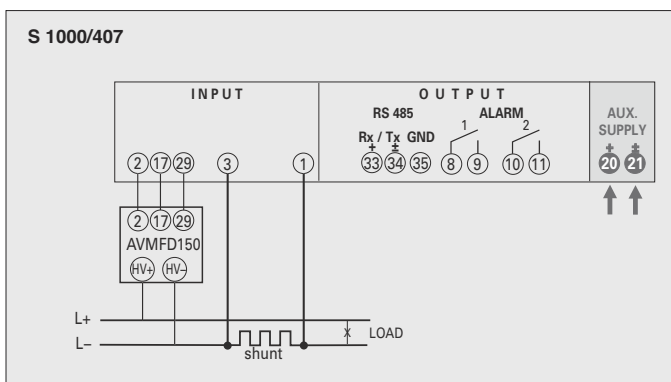 S 1000/407
INPUT
OUTPUT
RS 485
ALARM
AUX.
SUPPLY
1
2
Rx / Tx GND
+ ±
33 34 35
8 9
10 11
+ ±
20 21
2 17 29
3
1
2 17 29
AVMFD150
HV+ HV–
L+
L–
shunt
x
LOAD